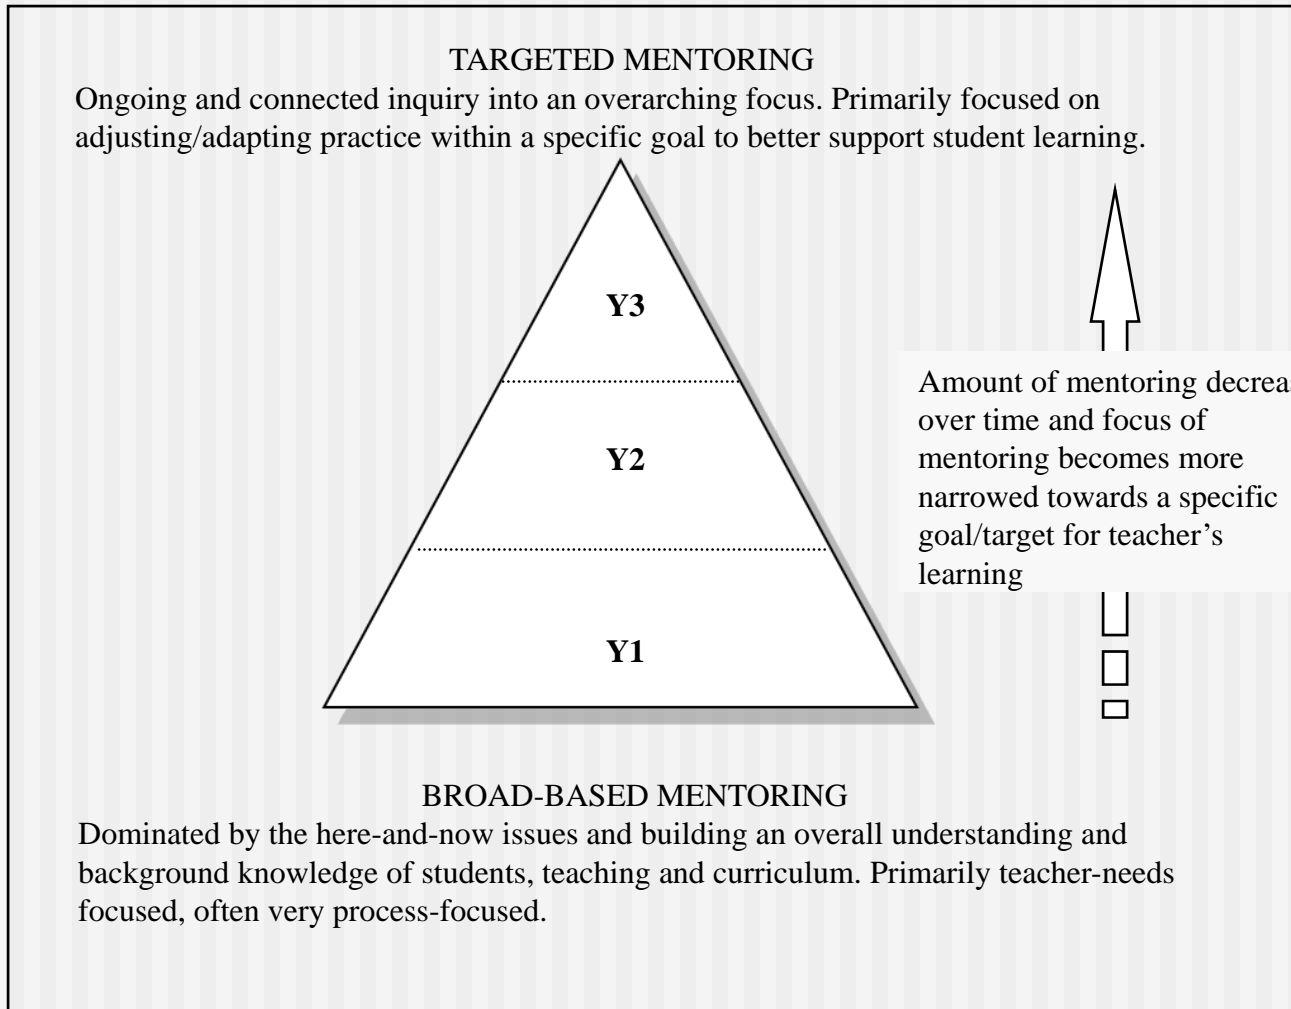 TARGETED MENTORING
Ongoing and connected inquiry into an overarching focus. Primarily focused on
adjusting/adapting practice within a specific goal to better support student learning.
Y3
Y2
Y1
Amount of mentoring decrea
over time and focus of
mentoring becomes more
narrowed towards a specific
goal/target for teacher’s
learning
BROAD-BASED MENTORING
Dominated by the here-and-now issues and building an overall understanding and
background knowledge of students, teaching and curriculum. Primarily teacher-needs
focused, often very process-focused.